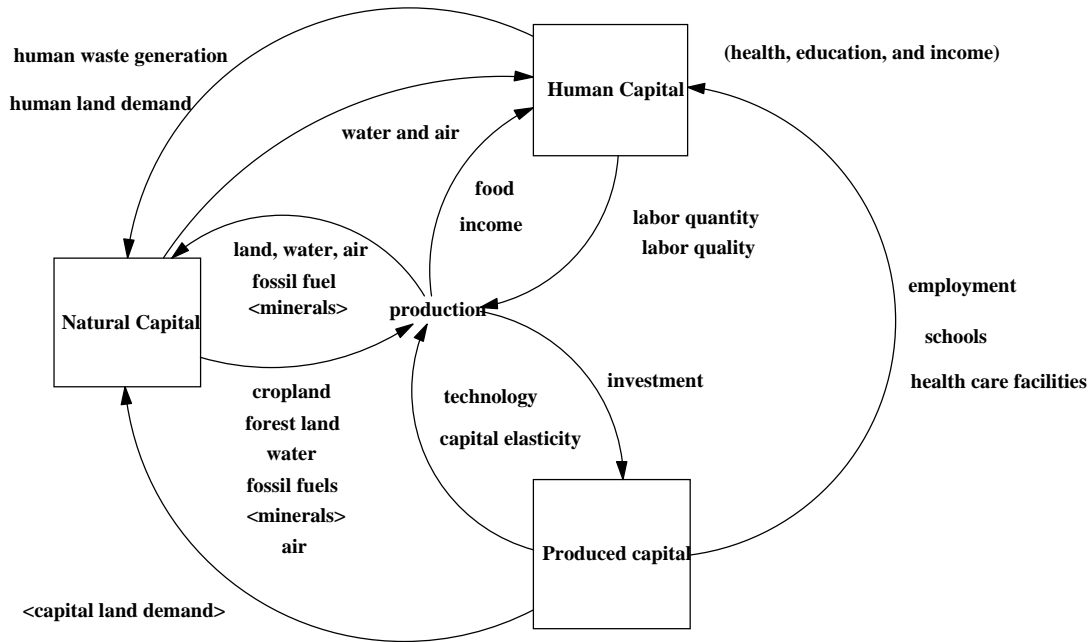 human waste generation
human land demand
(health, education, and income)
Human Capital
water and air
food
income
labor quantity
labor quality
land, water, air
fossil fuel
<minerals>
Natural Capital
production
employment
schools
health care facilities
cropland
forest land
water
fossil fuels
<minerals>
air
technology
capital elasticity
investment
Produced capital
<capital land demand>